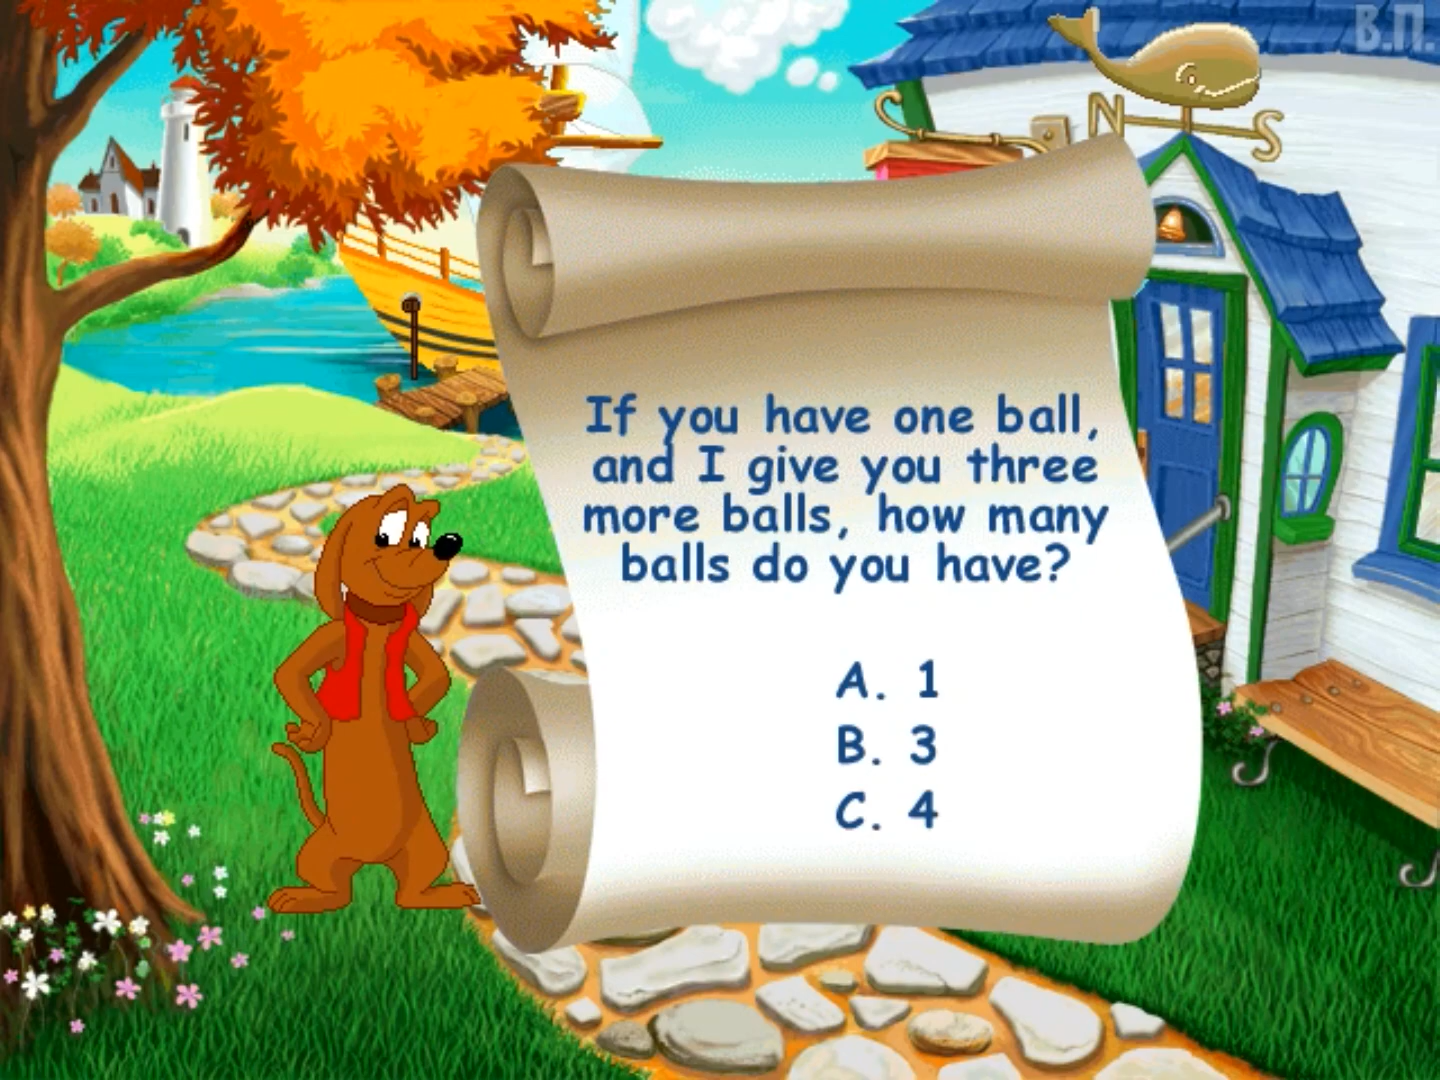 В.П.
N S
If you have one ball,
and I give you three
more balls, how many
balls do you have?
A. 1
B. 3
C. 4